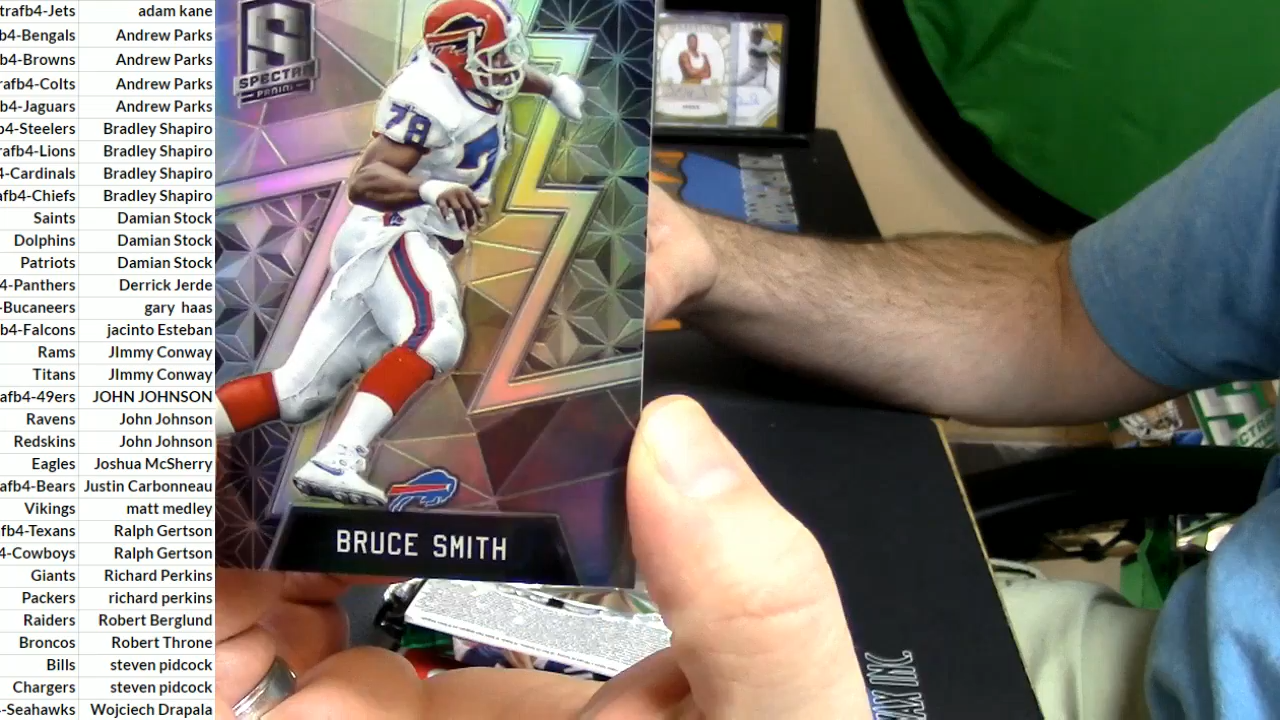 trafb4-Jets adam kane
b4-Bengals Andrew Parks
b4-Browns Andrew Parks
rafb4-Colts Andrew Parks
b4-Jaguars Andrew Parks
b4-Steelers Bradley Shapiro
rafb4-Lions Bradley Shapiro
4-Cardinals Bradley Shapiro
afb4-Chiefs Bradley Shapiro
Saints Damian Stock
Dolphins Damian Stock
Patriots Damian Stock
4-Panthers Derrick Jerde
-Bucaneers gary haas
b4-Falcons jacinto Esteban
Rams JImmy Conway
Titans JImmy Conway
afb4-49ers JOHN JOHNSON
Ravens John Johnson
Redskins John Johnson
Eagles Joshua McSherry
afb4-Bears Justin Carbonneau
Vikings matt medley
fb4-Texans Ralph Gertson
4-Cowboys Ralph Gertson
Giants Richard Perkins
Packers richard perkins
Raiders Robert Berglund
Broncos Robert Throne
Bills steven pidcock
Chargers steven pidcock
-Seahawks Wojciech Drapala
S
SPECTRA
PANINI
78
7
BRUCE SMITH
WAX INC